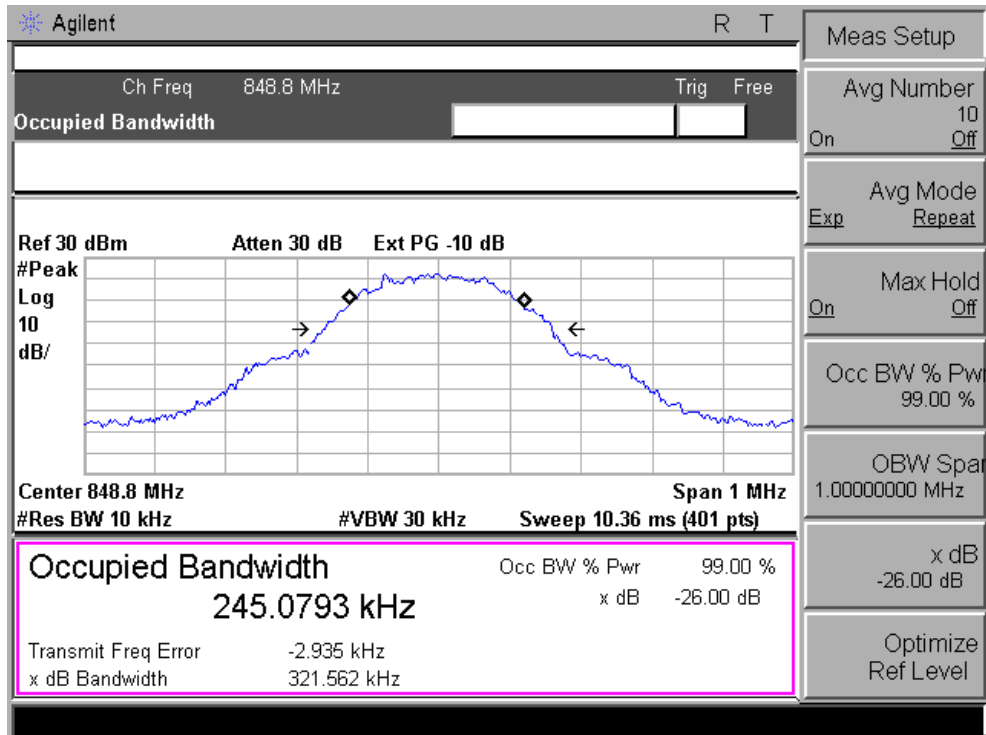 Agilent R T
Ch Freq 848.8 MHz Trig Free
Occupied Bandwidth
Ref 30 dBm Atten 30 dB Ext PG -10 dB
#Peak
Log
10
dB/
Center 848.8 MHz Span 1 MHz
#Res BW 10 kHz #VBW 30 kHz Sweep 10.36 ms (401 pts)
Occupied Bandwidth Occ BW % Pwr 99.00 %
245.0793 kHz x dB -26.00 dB
Transmit Freq Error -2.935 kHz
x dB Bandwidth 321.562 kHz
Meas Setup
Avg Number
10
On Off
Avg Mode
Exp Repeat
Max Hold
On Off
Occ BW % Pwr
99.00 %
OBW Span
1.00000000 MHz
x dB
-26.00 dB
Optimize
Ref Level